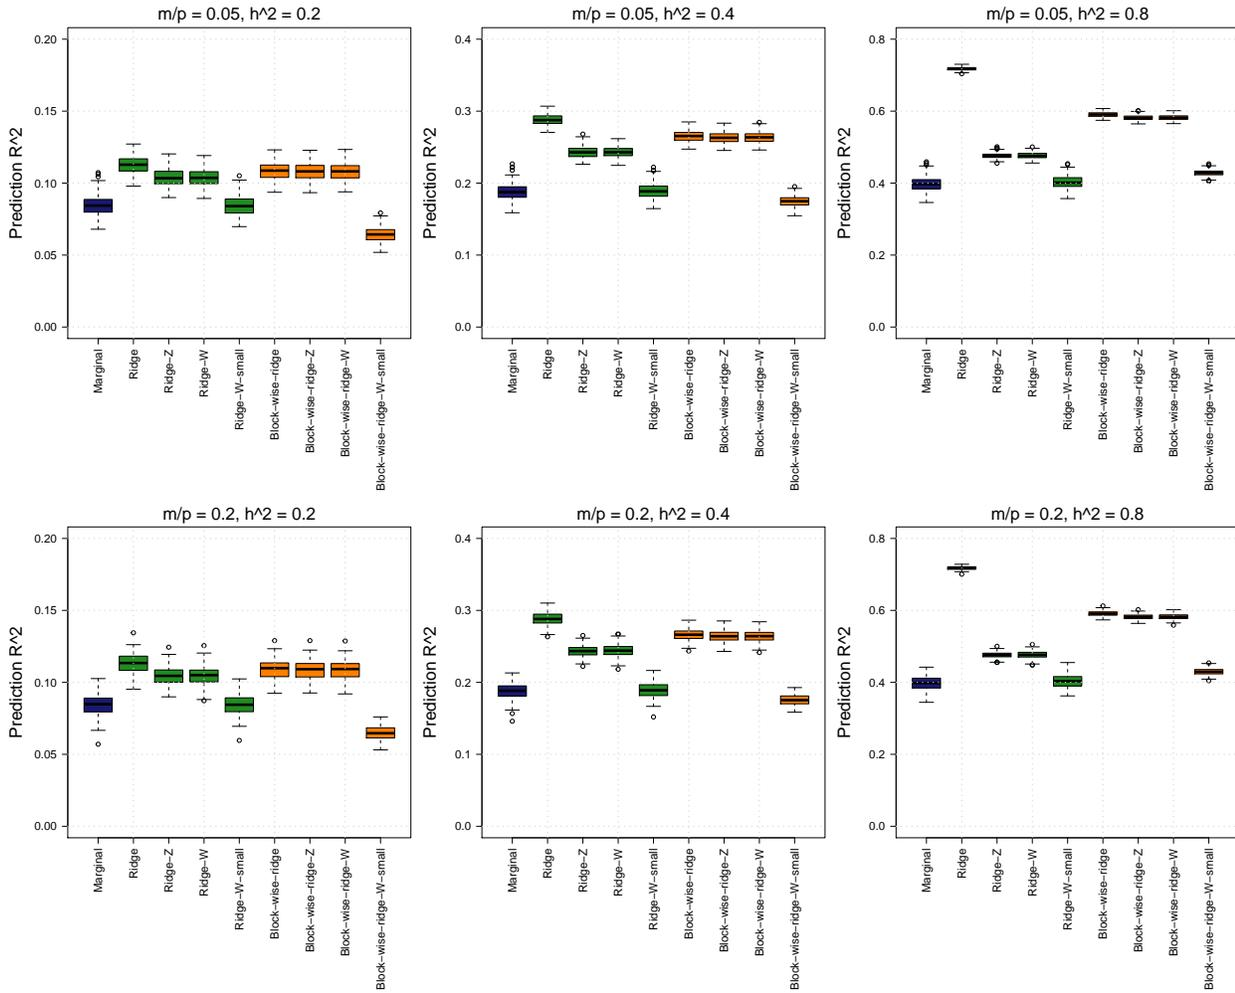 m/p = 0.05, h^2 = 0.2
Prediction R^2
0.20
0.15
0.10
0.05
0.00
Marginal
Ridge
Ridge−Z
Ridge−W
Ridge−W−small
Block−wise−ridge
Block−wise−ridge−Z
Block−wise−ridge−W
Block−wise−ridge−W−small
m/p = 0.05, h^2 = 0.4
Prediction R^2
0.4
0.3
0.2
0.1
0.0
Marginal
Ridge
Ridge−Z
Ridge−W
Ridge−W−small
Block−wise−ridge
Block−wise−ridge−Z
Block−wise−ridge−W
Block−wise−ridge−W−small
m/p = 0.05, h^2 = 0.8
Prediction R^2
0.8
0.6
0.4
0.2
0.0
Marginal
Ridge
Ridge−Z
Ridge−W
Ridge−W−small
Block−wise−ridge
Block−wise−ridge−Z
Block−wise−ridge−W
Block−wise−ridge−W−small
m/p = 0.2, h^2 = 0.2
Prediction R^2
0.20
0.15
0.10
0.05
0.00
Marginal
Ridge
Ridge−Z
Ridge−W
Ridge−W−small
Block−wise−ridge
Block−wise−ridge−Z
Block−wise−ridge−W
Block−wise−ridge−W−small
m/p = 0.2, h^2 = 0.4
Prediction R^2
0.4
0.3
0.2
0.1
0.0
Marginal
Ridge
Ridge−Z
Ridge−W
Ridge−W−small
Block−wise−ridge
Block−wise−ridge−Z
Block−wise−ridge−W
Block−wise−ridge−W−small
m/p = 0.2, h^2 = 0.8
Prediction R^2
0.8
0.6
0.4
0.2
0.0
Marginal
Ridge
Ridge−Z
Ridge−W
Ridge−W−small
Block−wise−ridge
Block−wise−ridge−Z
Block−wise−ridge−W
Block−wise−ridge−W−small